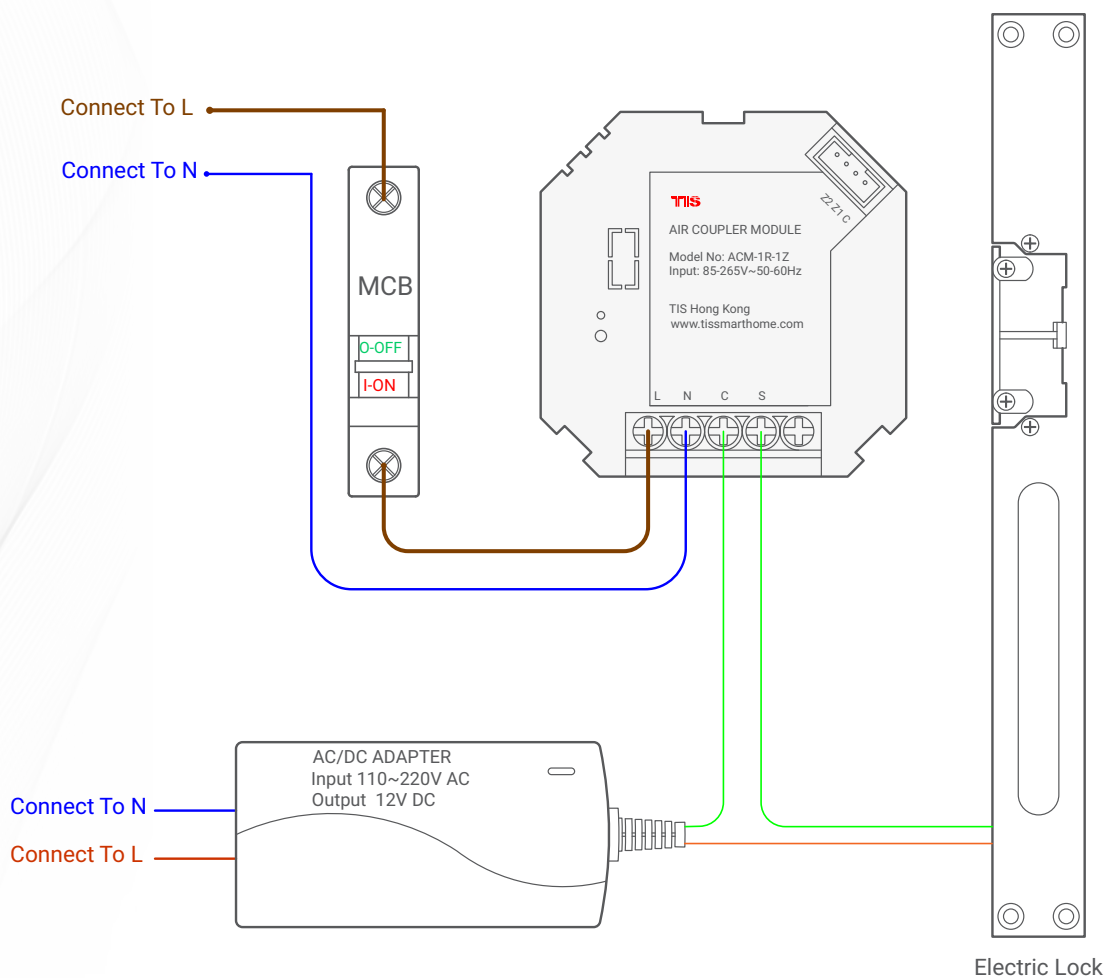 Connect To L
Connect To N
MCB
O-OFF
I-ON
TIS
AIR COUPLER MODULE
Model No: ACM-1R-1Z
Input: 85-265V~50-60Hz
TIS Hong Kong
www.tissmarthome.com
Z2 Z1 C
L N C S
AC/DC ADAPTER
Input 110~220V AC
Output 12V DC
Connect To N
Connect To L
Electric Lock